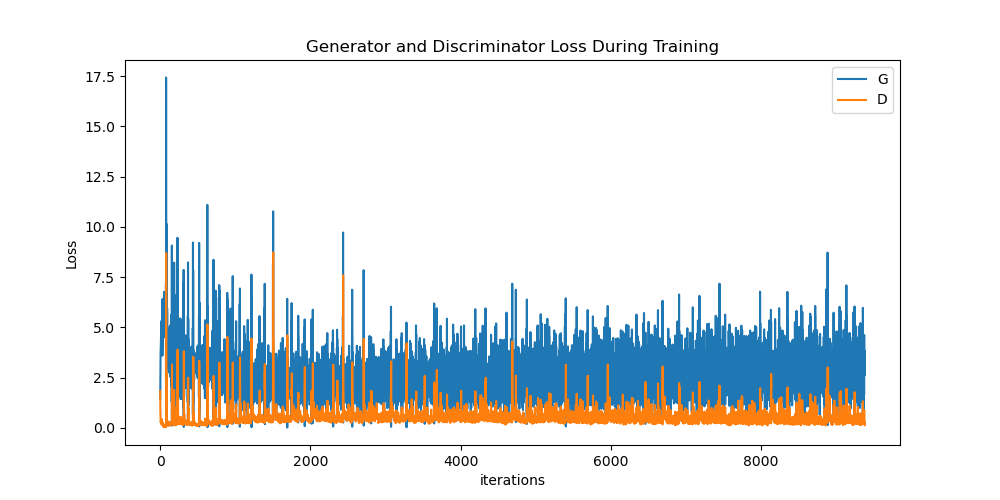 Generator and Discriminator Loss During Training
G
D
17.5
15.0
12.5
10.0
7.5
5.0
2.5
0.0
Loss
0 2000 4000 6000 8000
iterations